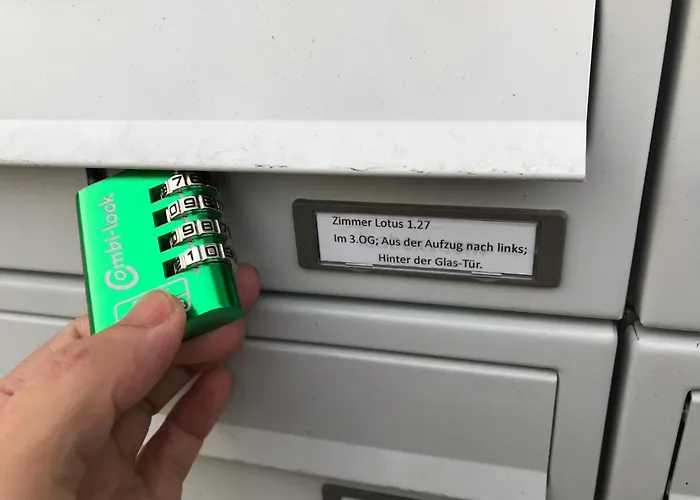 Combi-lock
Zimmer Lotus 1.27
Im 3.OG; Aus der Aufzug nach links;
Hinter der Glas-Tür.